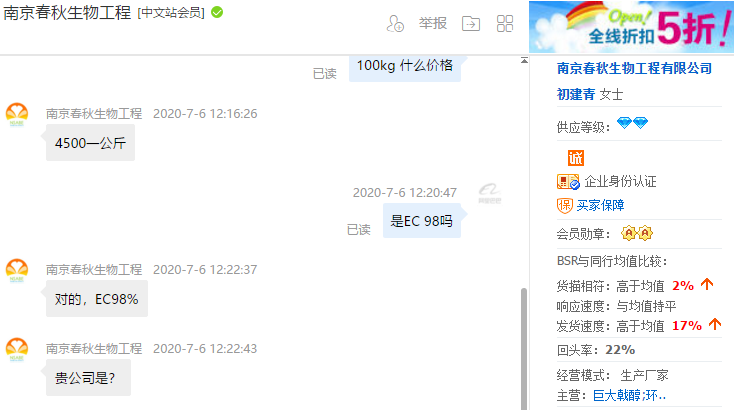 南京春秋生物工程 [中文站会员]
举报
Open!
全线折扣5折!
100kg 什么价格
已读
南京春秋生物工程 2020-7-6 12:16:26
4500一公斤
2020-7-6 12:20:47
是EC 98吗
已读
南京春秋生物工程 2020-7-6 12:22:37
对的，EC98%
南京春秋生物工程 2020-7-6 12:22:43
贵公司是?
南京春秋生物工程有限公司
初建青 女士
供应等级：
诚
企业身份认证
保 买家保障
会员勋章：
BSR与同行均值比较：
货描相符：高于均值 2%
响应速度：与均值持平
发货速度：高于均值 17%
回头率：22%
经营模式： 生产厂家
主营：巨大戟醇;环..